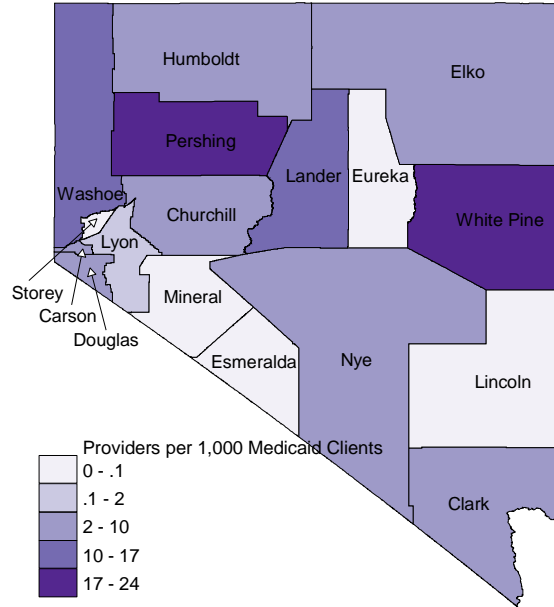 Humboldt
Elko
Pershing
Lander
Eureka
Washoe
Churchill
White Pine
Lyon
Storey
Mineral
Carson
Douglas
Esmeralda
Nye
Lincoln
Clark
Providers per 1,000 Medicaid Clients
0 - .1
.1 - 2
2 - 10
10 - 17
17 - 24